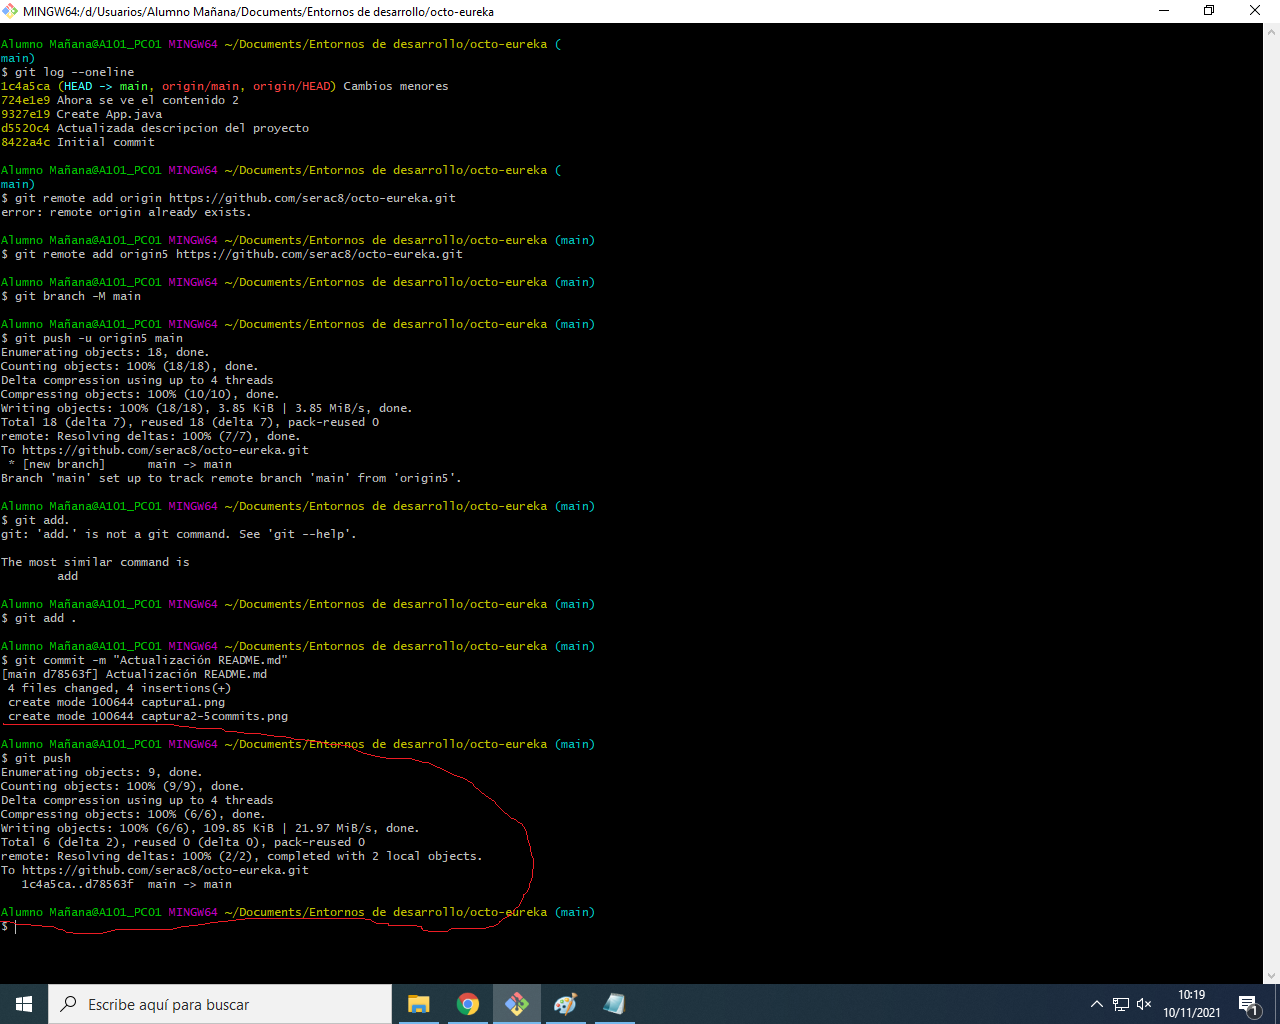 MINGW64:/d/Usuarios/Alumno Mañana/Documents/Entornos de desarrollo/octo-eureka
Alumno Mañana@A101_PC01 MINGW64 ~/Documents/Entornos de desarrollo/octo-eureka (
main)
$ git log --oneline
1c4a5ca (HEAD -> main, origin/main, origin/HEAD) Cambios menores
724e1e9 Ahora se ve el contenido 2
9327e19 Create App.java
d5520c4 Actualizada descripcion del proyecto
8422a4c Initial commit
Alumno Mañana@A101_PC01 MINGW64 ~/Documents/Entornos de desarrollo/octo-eureka (
main)
$ git remote add origin https://github.com/serac8/octo-eureka.git
error: remote origin already exists.
Alumno Mañana@A101_PC01 MINGW64 ~/Documents/Entornos de desarrollo/octo-eureka (main)
$ git remote add origin5 https://github.com/serac8/octo-eureka.git
Alumno Mañana@A101_PC01 MINGW64 ~/Documents/Entornos de desarrollo/octo-eureka (main)
$ git branch -M main
Alumno Mañana@A101_PC01 MINGW64 ~/Documents/Entornos de desarrollo/octo-eureka (main)
$ git push -u origin5 main
Enumerating objects: 18, done.
Counting objects: 100% (18/18), done.
Delta compression using up to 4 threads
Compressing objects: 100% (10/10), done.
Writing objects: 100% (18/18), 3.85 KiB | 3.85 MiB/s, done.
Total 18 (delta 7), reused 18 (delta 7), pack-reused 0
remote: Resolving deltas: 100% (7/7), done.
To https://github.com/serac8/octo-eureka.git
 * [new branch]      main -> main
Branch 'main' set up to track remote branch 'main' from 'origin5'.
Alumno Mañana@A101_PC01 MINGW64 ~/Documents/Entornos de desarrollo/octo-eureka (main)
$ git add.
git: 'add.' is not a git command. See 'git --help'.
The most similar command is
        add
Alumno Mañana@A101_PC01 MINGW64 ~/Documents/Entornos de desarrollo/octo-eureka (main)
$ git add .
Alumno Mañana@A101_PC01 MINGW64 ~/Documents/Entornos de desarrollo/octo-eureka (main)
$ git commit -m "Actualización README.md"
[main d78563f] Actualización README.md
 4 files changed, 4 insertions(+)
 create mode 100644 captura1.png
 create mode 100644 captura2-5commits.png
Alumno Mañana@A101_PC01 MINGW64 ~/Documents/Entornos de desarrollo/octo-eureka (main)
$ git push
Enumerating objects: 9, done.
Counting objects: 100% (9/9), done.
Delta compression using up to 4 threads
Compressing objects: 100% (6/6), done.
Writing objects: 100% (6/6), 109.85 KiB | 21.97 MiB/s, done.
Total 6 (delta 2), reused 0 (delta 0), pack-reused 0
remote: Resolving deltas: 100% (2/2), completed with 2 local objects.
To https://github.com/serac8/octo-eureka.git
   1c4a5ca..d78563f  main -> main
Alumno Mañana@A101_PC01 MINGW64 ~/Documents/Entornos de desarrollo/octo-eureka (main)
$
Escribe aquí para buscar
10:19
10/11/2021
1